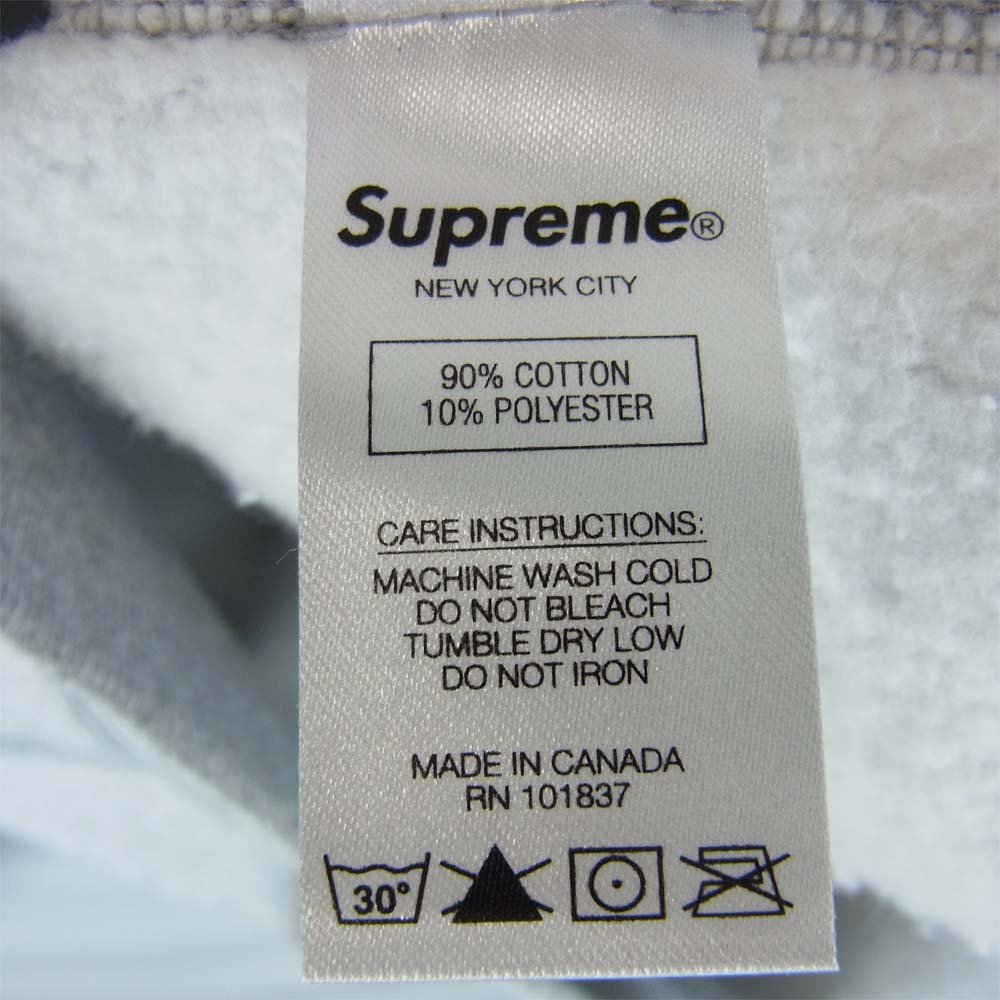 Supreme®
NEW YORK CITY
90% COTTON
10% POLYESTER
CARE INSTRUCTIONS:
MACHINE WASH COLD
DO NOT BLEACH
TUMBLE DRY LOW
DO NOT IRON
MADE IN CANADA
RN 101837
30°